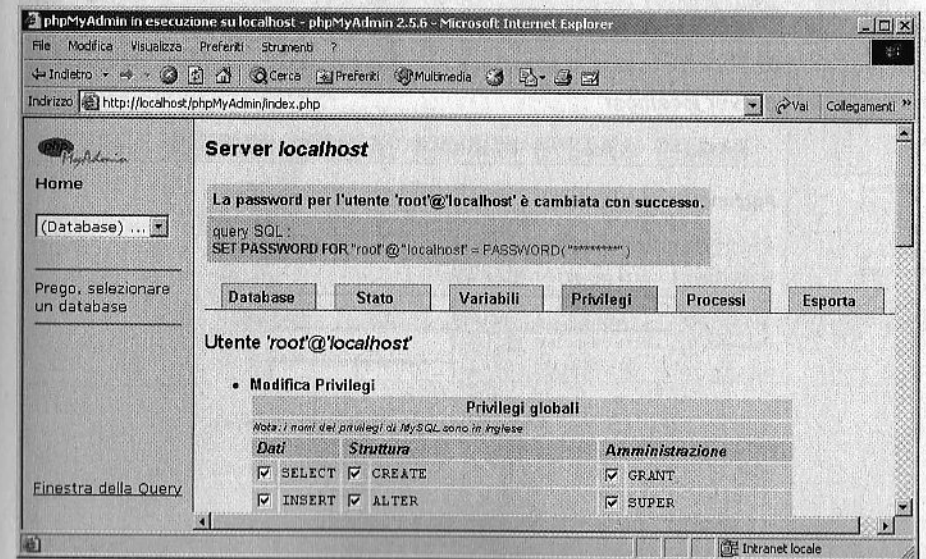 phpMyAdmin in esecuzione su localhost - phpMyAdmin 2.5.6 - Microsoft Internet Explorer
File Modifica Visualizza Preferiti Strumenti ?
Indietro Cerca Preferiti Multimedia
Indirizzo http://localhost/phpMyAdmin/index.php Vai Collegamenti »
php
MyAdmin
Home
(Database) ...
Prego, selezionare
un database
Finestra della Query
Server localhost
La password per l'utente 'root'@'localhost' è cambiata con successo.
query SQL :
SET PASSWORD FOR "root"@"localhost" = PASSWORD("********")
Database Stato Variabili Privilegi Processi Esporta
Utente 'root'@'localhost'
• Modifica Privilegi
Privilegi globali
Nota: i nomi dei privilegi di MySQL sono in Inglese
Dati Struttura Amministrazione
SELECT CREATE GRANT
INSERT ALTER SUPER
Intranet locale